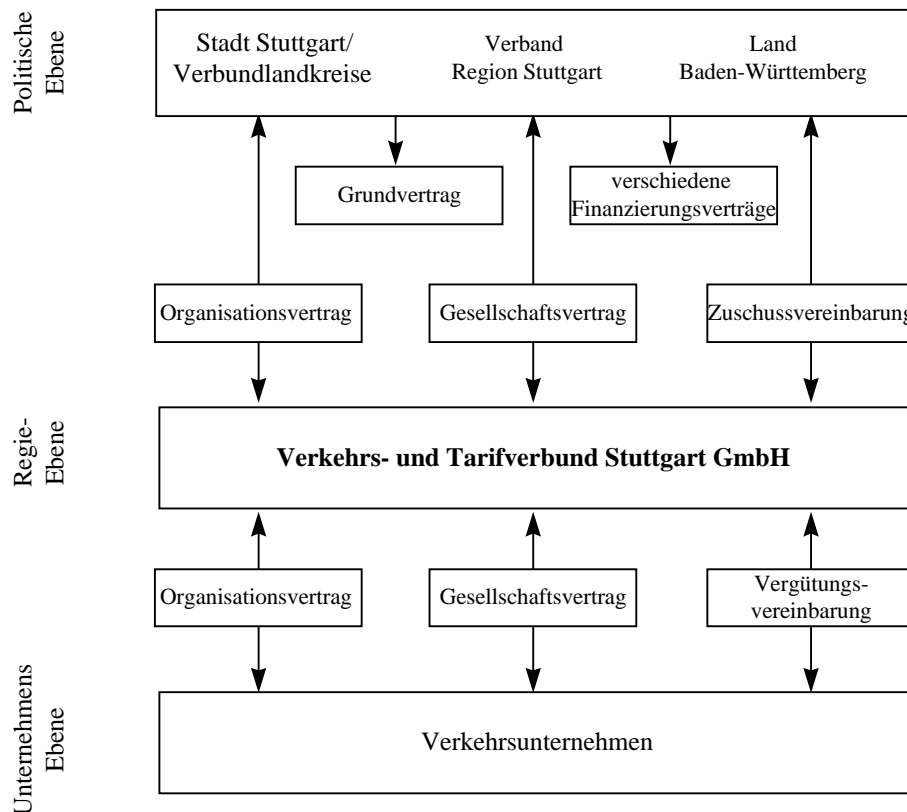 Politische
Ebene
Stadt Stuttgart/
Verbundlandkreise
Verband
Region Stuttgart
Land
Baden-Württemberg
Grundvertrag
verschiedene
Finanzierungsverträge
Organisationsvertrag
Gesellschaftsvertrag
Zuschussvereinbarung
Regie-
Ebene
Verkehrs- und Tarifverbund Stuttgart GmbH
Organisationsvertrag
Gesellschaftsvertrag
Vergütungs-
vereinbarung
Unternehmens
Ebene
Verkehrsunternehmen